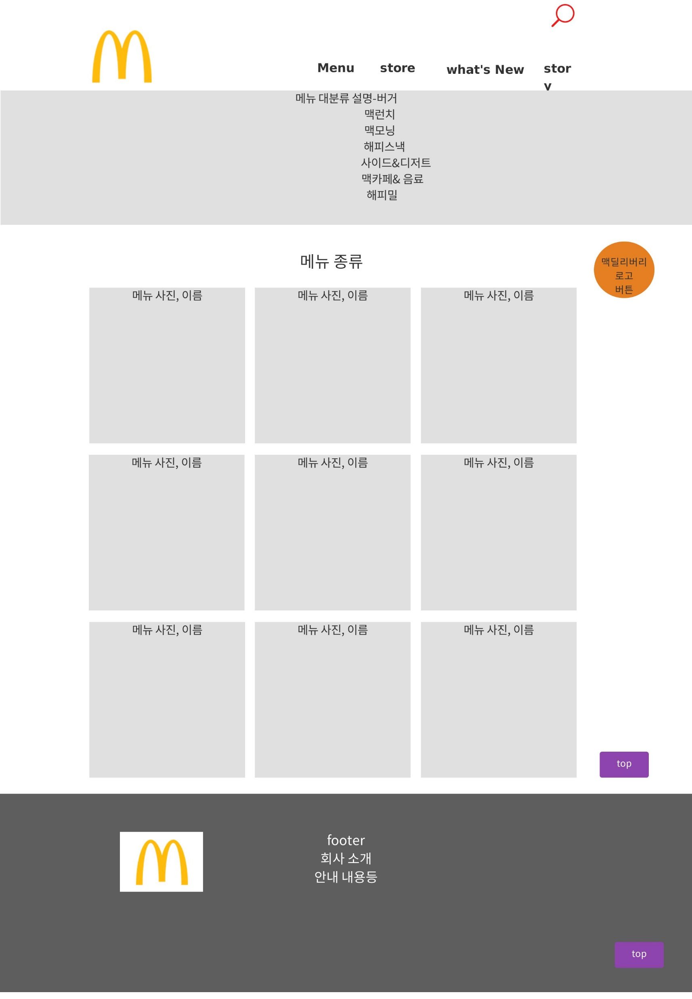 Menu store what's New stor
y
메뉴 대분류 설명-버거
맥런치
맥모닝
해피스낵
사이드&디저트
맥카페& 음료
해피밀
메뉴 종류
맥딜리버리
로고
버튼
메뉴 사진, 이름 메뉴 사진, 이름 메뉴 사진, 이름
메뉴 사진, 이름 메뉴 사진, 이름 메뉴 사진, 이름
메뉴 사진, 이름 메뉴 사진, 이름 메뉴 사진, 이름
top
footer
회사 소개
안내 내용등
top